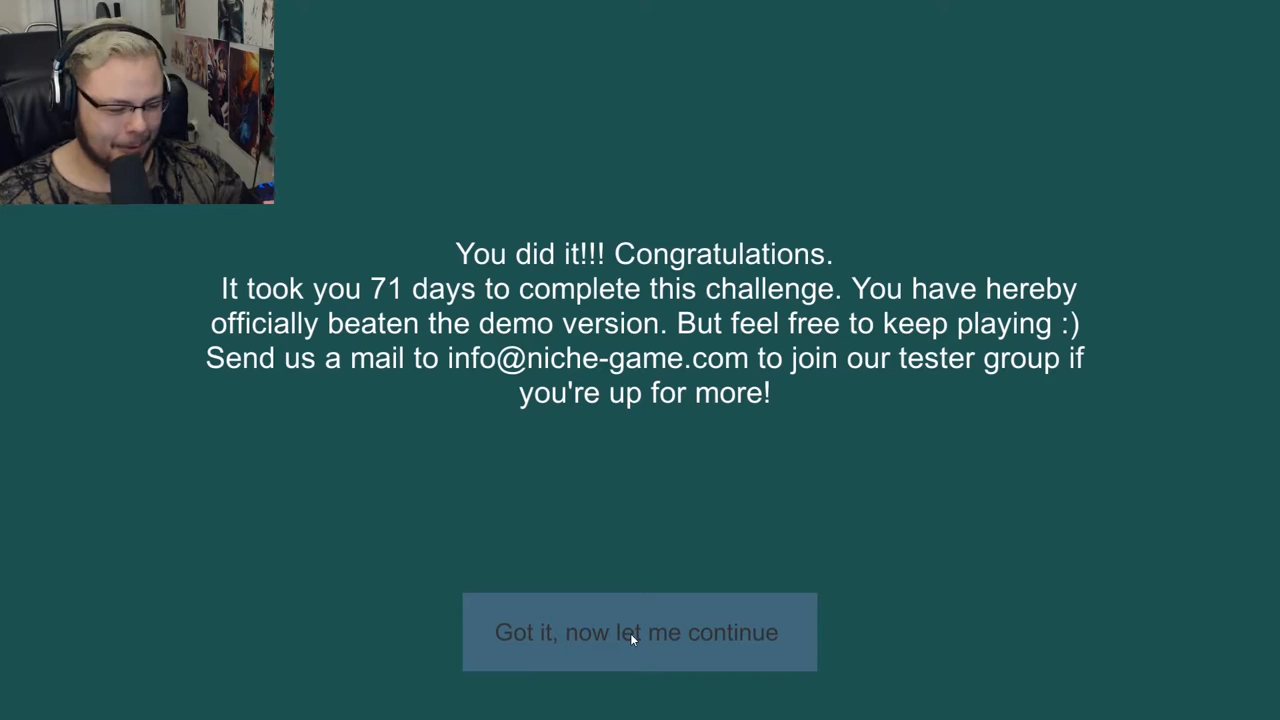 You did it!!! Congratulations.
It took you 71 days to complete this challenge. You have hereby
officially beaten the demo version. But feel free to keep playing :)
Send us a mail to info@niche-game.com to join our tester group if
you're up for more!
Got it, now let me continue